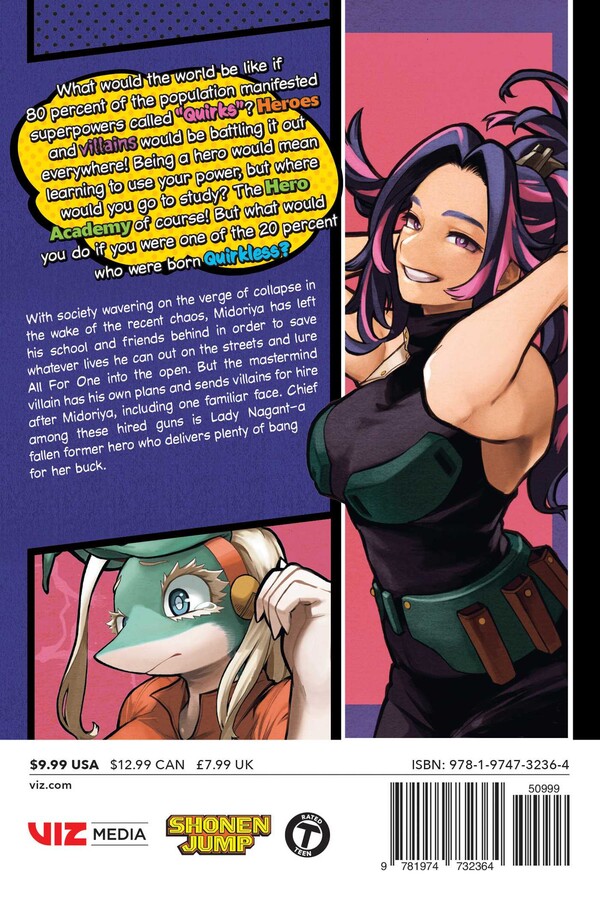 What would the world be like if
80 percent of the population manifested
superpowers called "Quirks"? Heroes
and villains would be battling it out
everywhere! Being a hero would mean
learning to use your power, but where
would you go to study? The Hero
Academy of course! But what would
you do if you were one of the 20 percent
who were born Quirkless?
With society wavering on the verge of collapse in
the wake of the recent chaos, Midoriya has left
his school and friends behind in order to save
whatever lives he can out on the streets and lure
All For One into the open. But the mastermind
villain has his own plans and sends villains for hire
after Midoriya, including one familiar face. Chief
among these hired guns is Lady Nagant—a
fallen former hero who delivers plenty of bang
for her buck.
$9.99 USA $12.99 CAN £7.99 UK
ISBN: 978-1-9747-3236-4
viz.com
50999
VIZ MEDIA
SHONEN
JUMP
RATED
T
TEEN
9 781974 732364